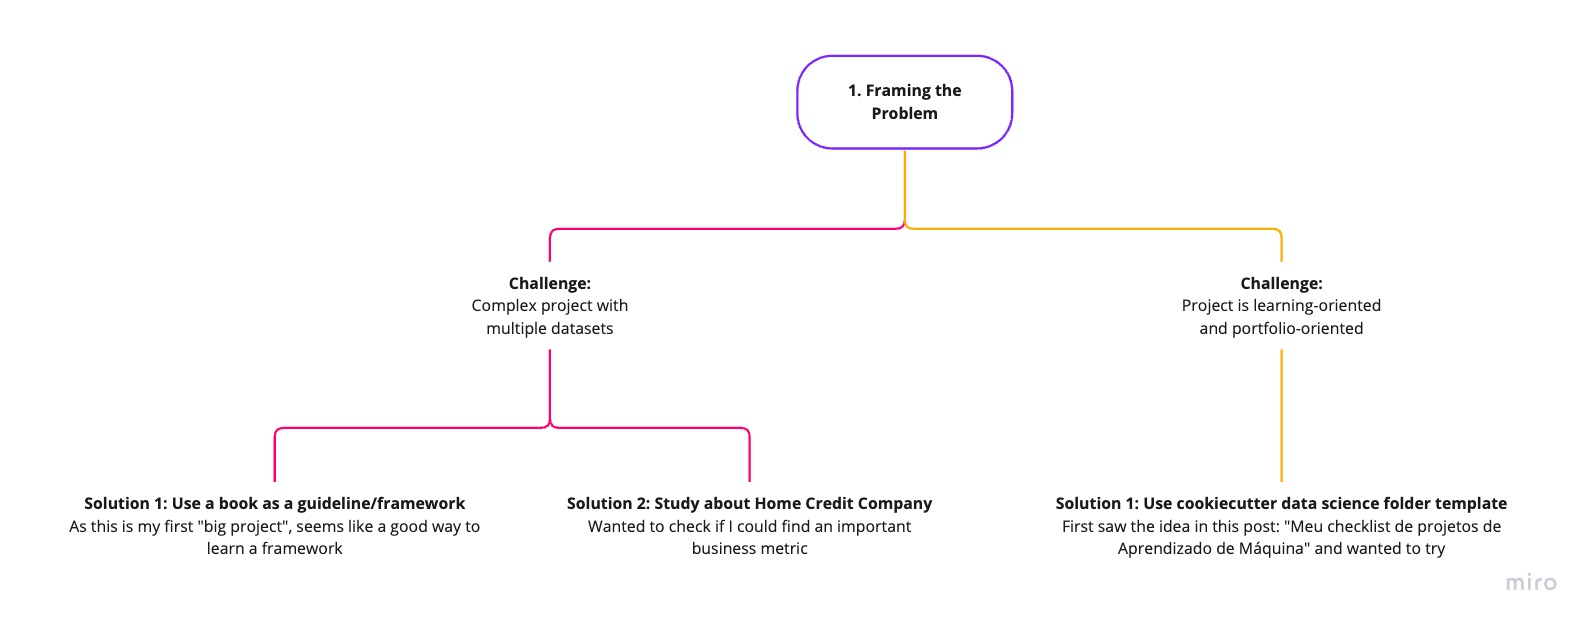 1. Framing the
Problem
Challenge:
Complex project with
multiple datasets
Challenge:
Project is learning-oriented
and portfolio-oriented
Solution 1: Use a book as a guideline/framework
As this is my first "big project", seems like a good way to
learn a framework
Solution 2: Study about Home Credit Company
Wanted to check if I could find an important
business metric
Solution 1: Use cookiecutter data science folder template
First saw the idea in this post: "Meu checklist de projetos de
Aprendizado de Máquina" and wanted to try
miro